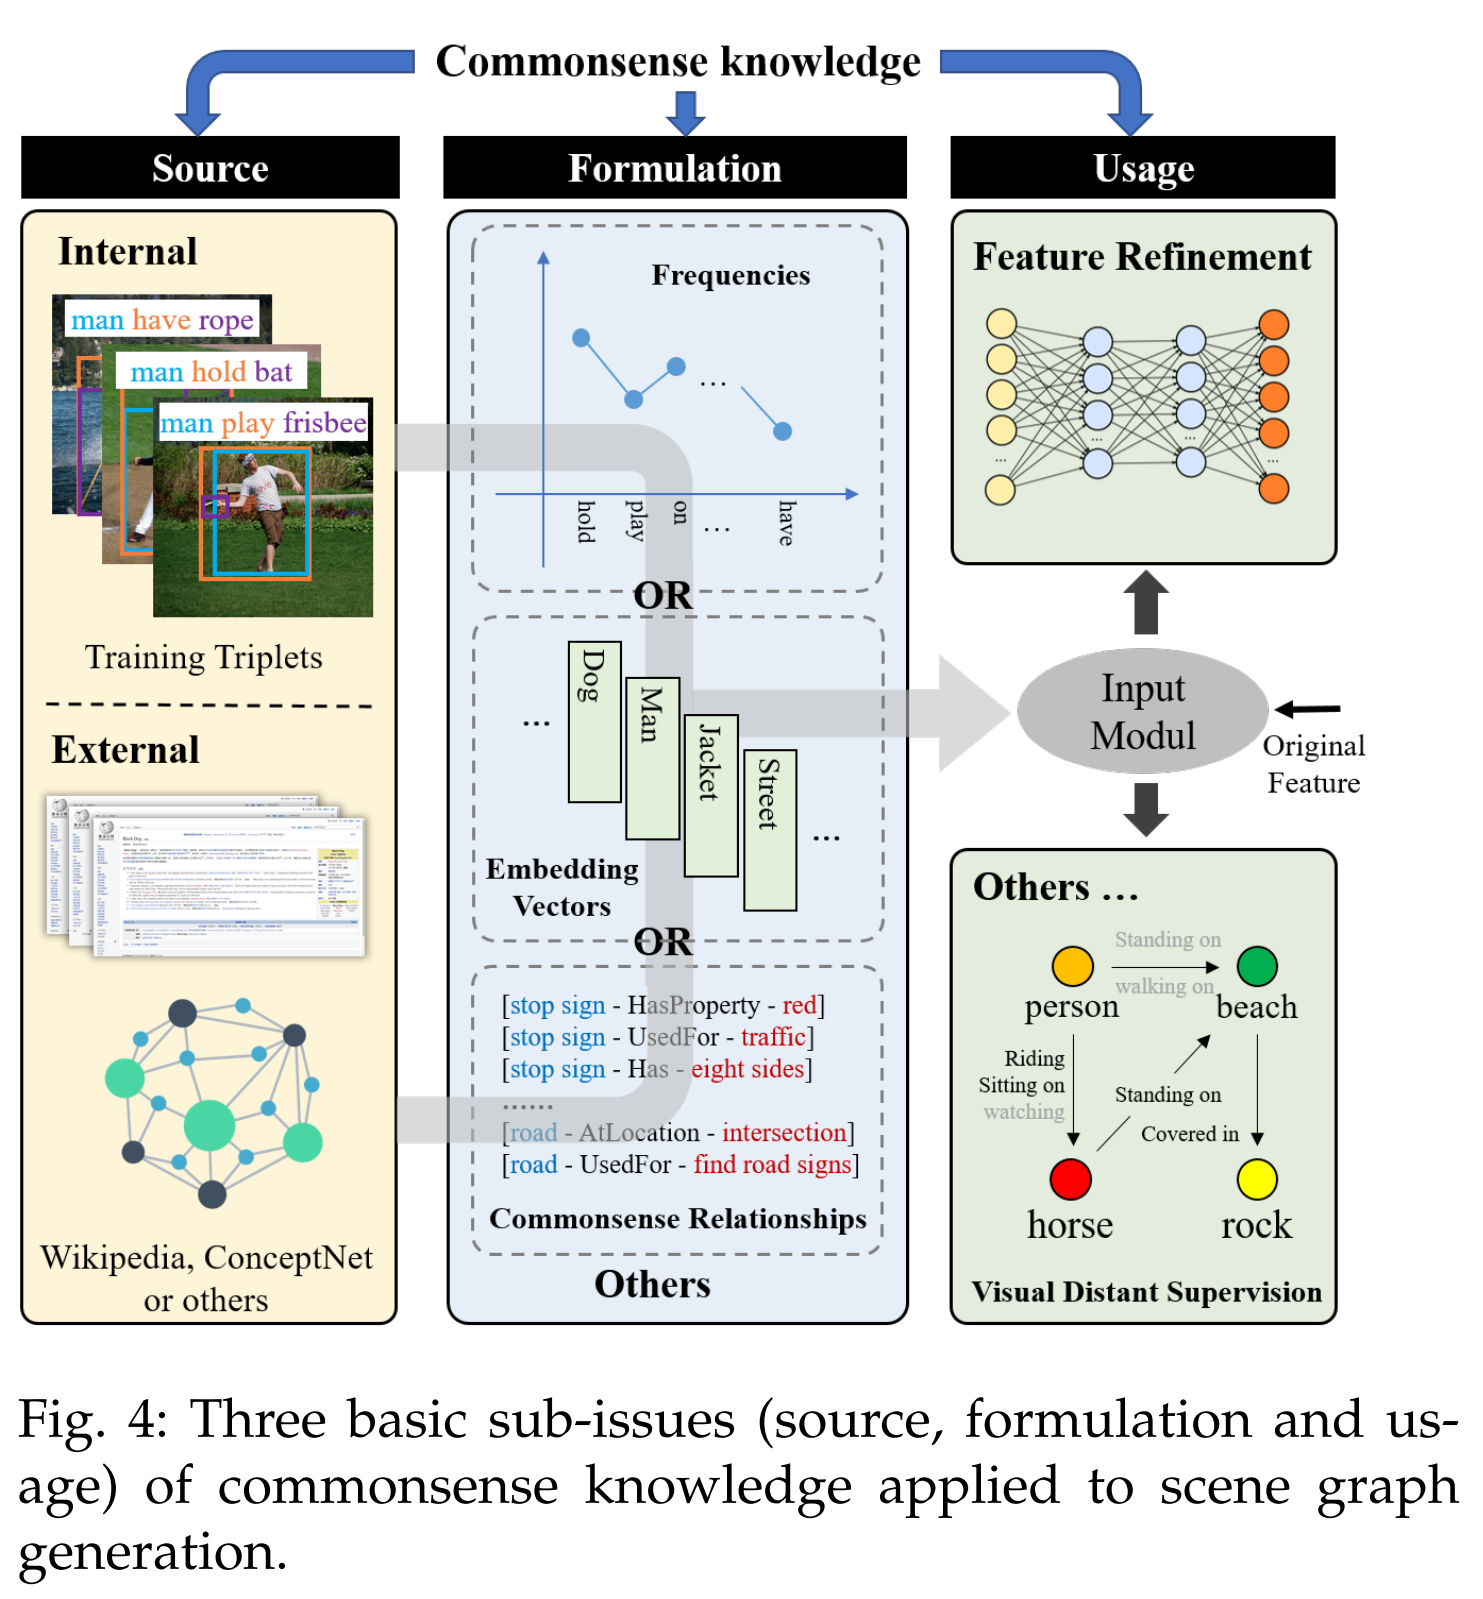 Commonsense knowledge
Source
Formulation
Usage
Internal
man have rope
man hold bat
man play frisbee
Training Triplets
External
Wikipedia, ConceptNet
or others
Frequencies
...
hold
play
on
...
have
OR
...
Dog
Man
Jacket
Street
...
Embedding
Vectors
OR
[stop sign - HasProperty - red]
[stop sign - UsedFor - traffic]
[stop sign - Has - eight sides]
......
[road - AtLocation - intersection]
[road - UsedFor - find road signs]
Commonsense Relationships
Others
Feature Refinement
...
...
...
...
Input
Modul
Original
Feature
Others ...
Standing on
walking on
person
beach
Riding
Sitting on
watching
Standing on
Covered in
horse
rock
Visual Distant Supervision
Fig. 4: Three basic sub-issues (source, formulation and us-
age) of commonsense knowledge applied to scene graph
generation.